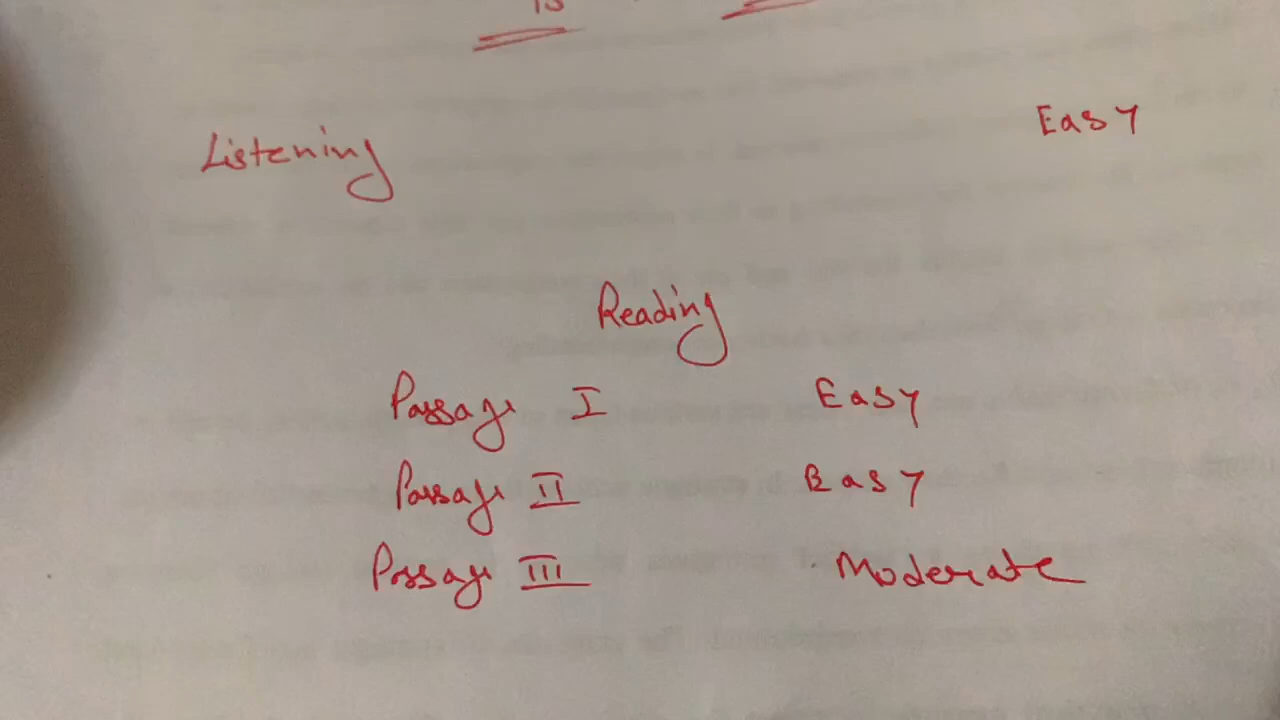 Listening Easy
Reading
Passage I Easy
Passage II Easy
Passage III Moderate